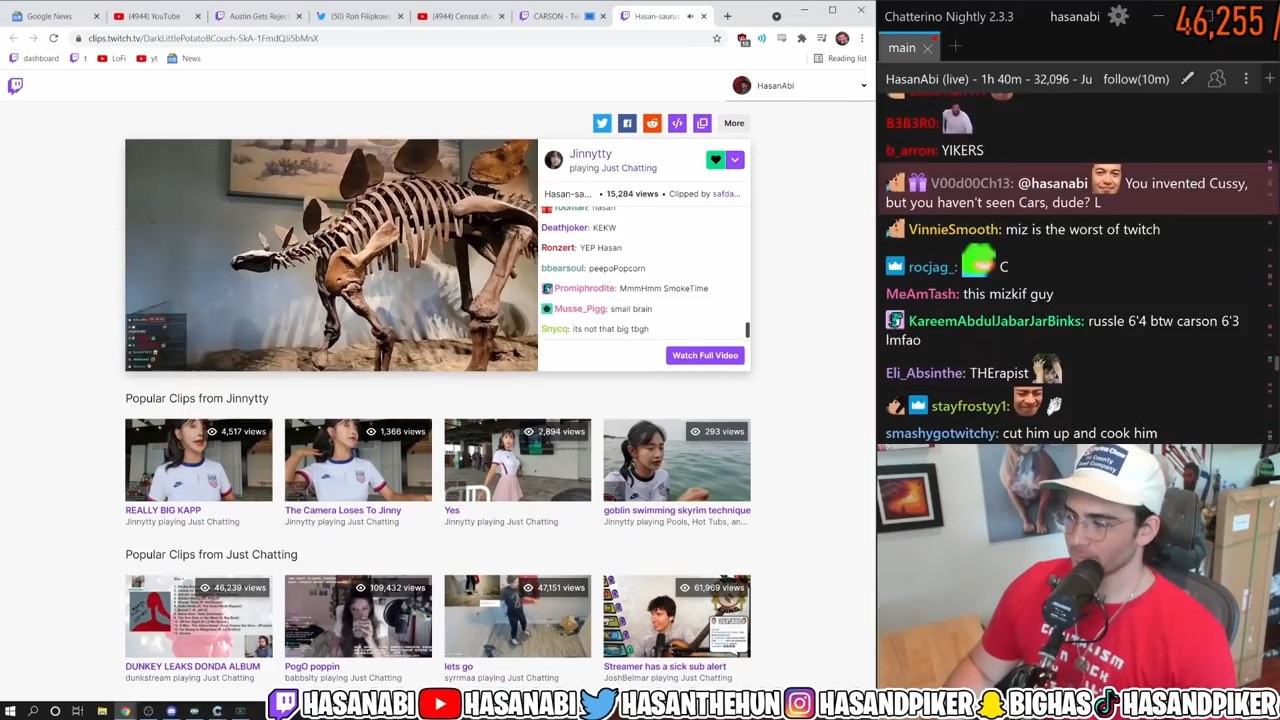 Google News
(4944) YouTube
Austin Gets Reject
(50) Ron Filipkow
(4944) Census sho
CARSON - Tw
Hasan-saurus
clips.twitch.tv/DarkLittlePotatoBCouch-SkA-1FmdQJi5bMnX
dashboard
t
LoFi
yt
News
Reading list
HasanAbi
More
Jinnytty
playing Just Chatting
Hasan-sa... • 15,284 views • Clipped by safda...
Deathjoker: KEKW
Ronzert: YEP Hasan
bbearsoul: peepoPopcorn
Promiphrodite: MmmHmm SmokeTime
Musse_Pigg: small brain
Snycq: its not that big tbgh
Watch Full Video
Popular Clips from Jinnytty
4,517 views
1,366 views
2,894 views
293 views
REALLY BIG KAPP
The Camera Loses To Jinny
Yes
goblin swimming skyrim technique
Jinnytty playing Just Chatting
Jinnytty playing Just Chatting
Jinnytty playing Just Chatting
Jinnytty playing Pools, Hot Tubs, an...
Popular Clips from Just Chatting
46,239 views
109,432 views
47,151 views
61,969 views
DUNKEY LEAKS DONDA ALBUM
PogO poppin
lets go
Streamer has a sick sub alert
dunkstream playing Just Chatting
babbsity playing Just Chatting
syrrmaa playing Just Chatting
JoshBelmar playing Just Chatting
Chatterino Nightly 2.3.3
hasanabi
46,255 /
main
HasanAbi (live) - 1h 40m - 32,096 - Ju
follow(10m)
B3B3R0:
b_arron: YIKERS
V00d00Ch13: @hasanabi You invented Cussy,
but you haven't seen Cars, dude? L
VinnieSmooth: miz is the worst of twitch
rocjag_: C
MeAmTash: this mizkif guy
KareemAbdulJabarJarBinks: russle 6'4 btw carson 6'3
lmfao
Eli_Absinthe: THErapist
stayfrostyy1:
smashygotwitchy: cut him up and cook him
HASANABI
HASANABI
HASANTHEHUN
HASANDPIKER
BIGHAS
HASANDPIKER